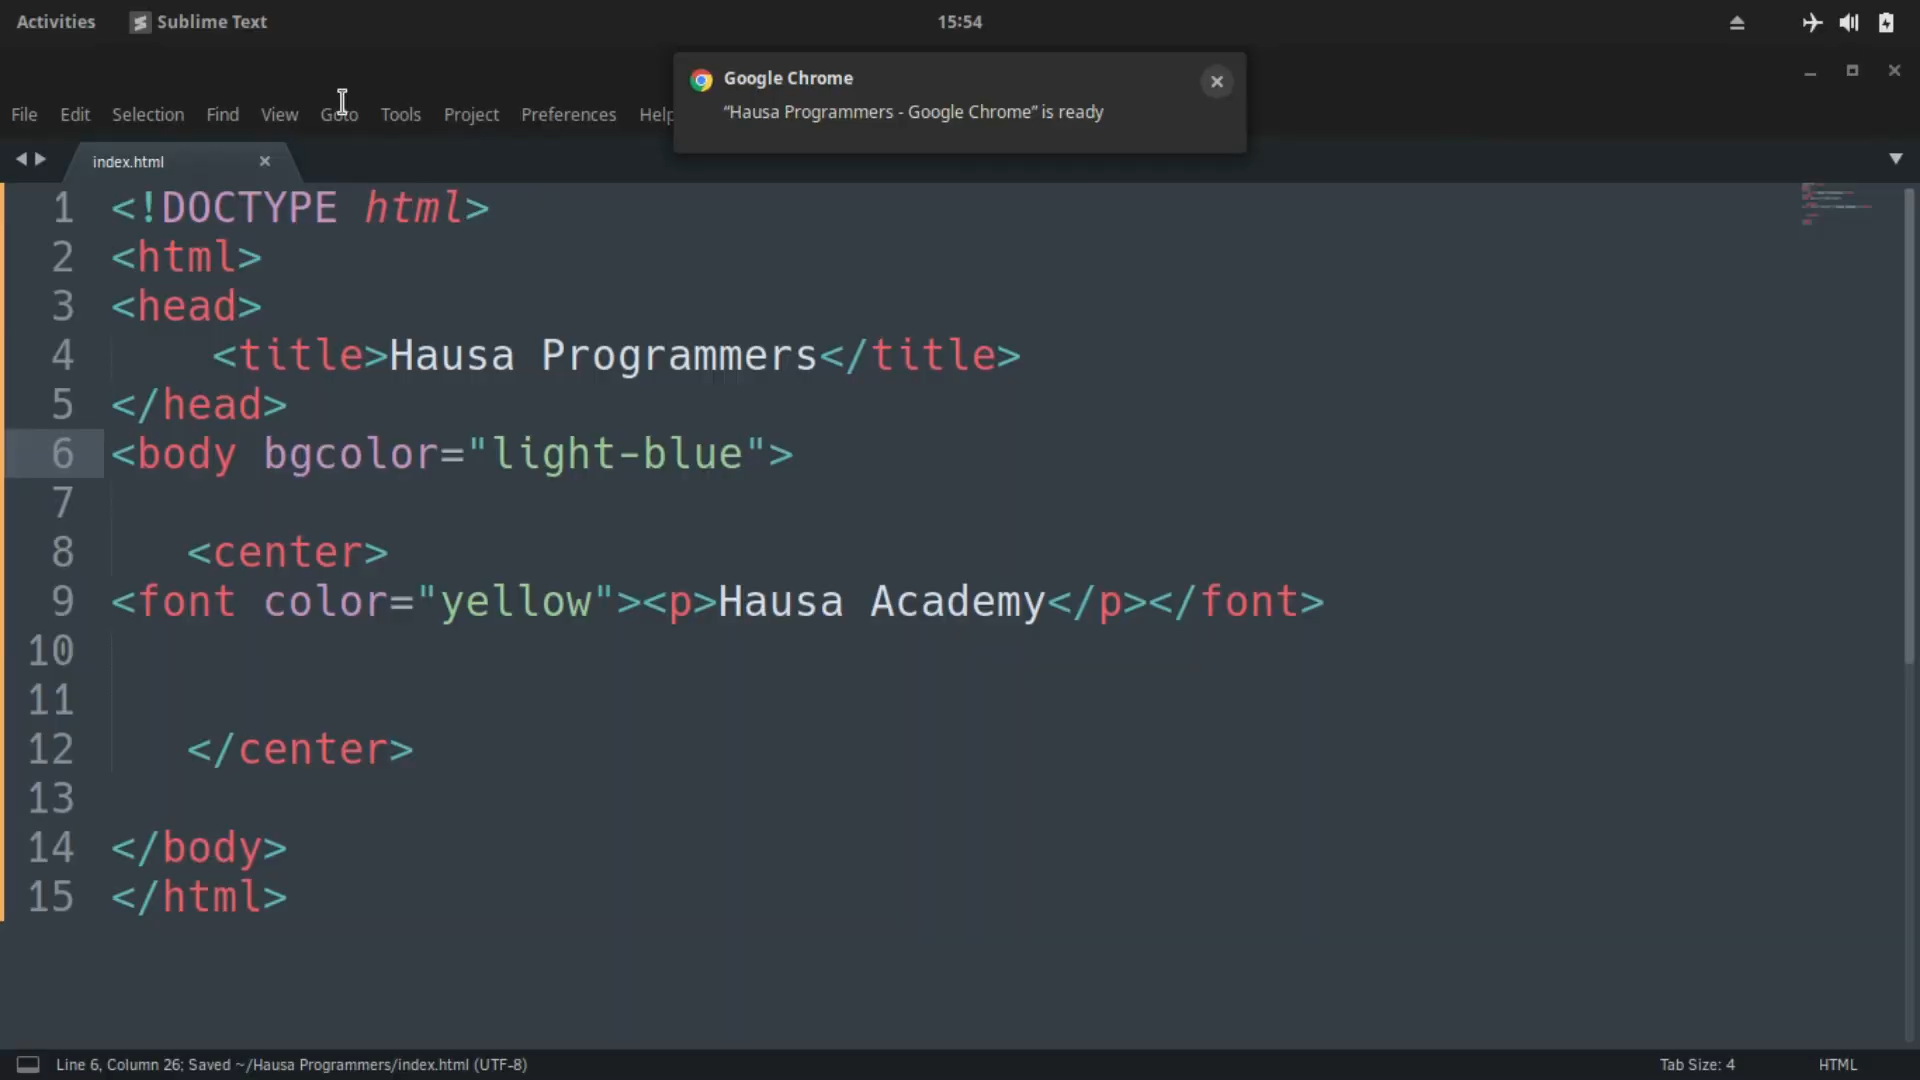 Activities Sublime Text 15:54
Google Chrome
“Hausa Programmers - Google Chrome” is ready
File Edit Selection Find View Goto Tools Project Preferences Help
index.html
1 <!DOCTYPE html>
2 <html>
3 <head>
4 <title>Hausa Programmers</title>
5 </head>
6 <body bgcolor="light-blue">
7
8 <center>
9 <font color="yellow"><p>Hausa Academy</p></font>
10
11
12 </center>
13
14 </body>
15 </html>
Line 6, Column 26; Saved ~/Hausa Programmers/index.html (UTF-8) Tab Size: 4 HTML